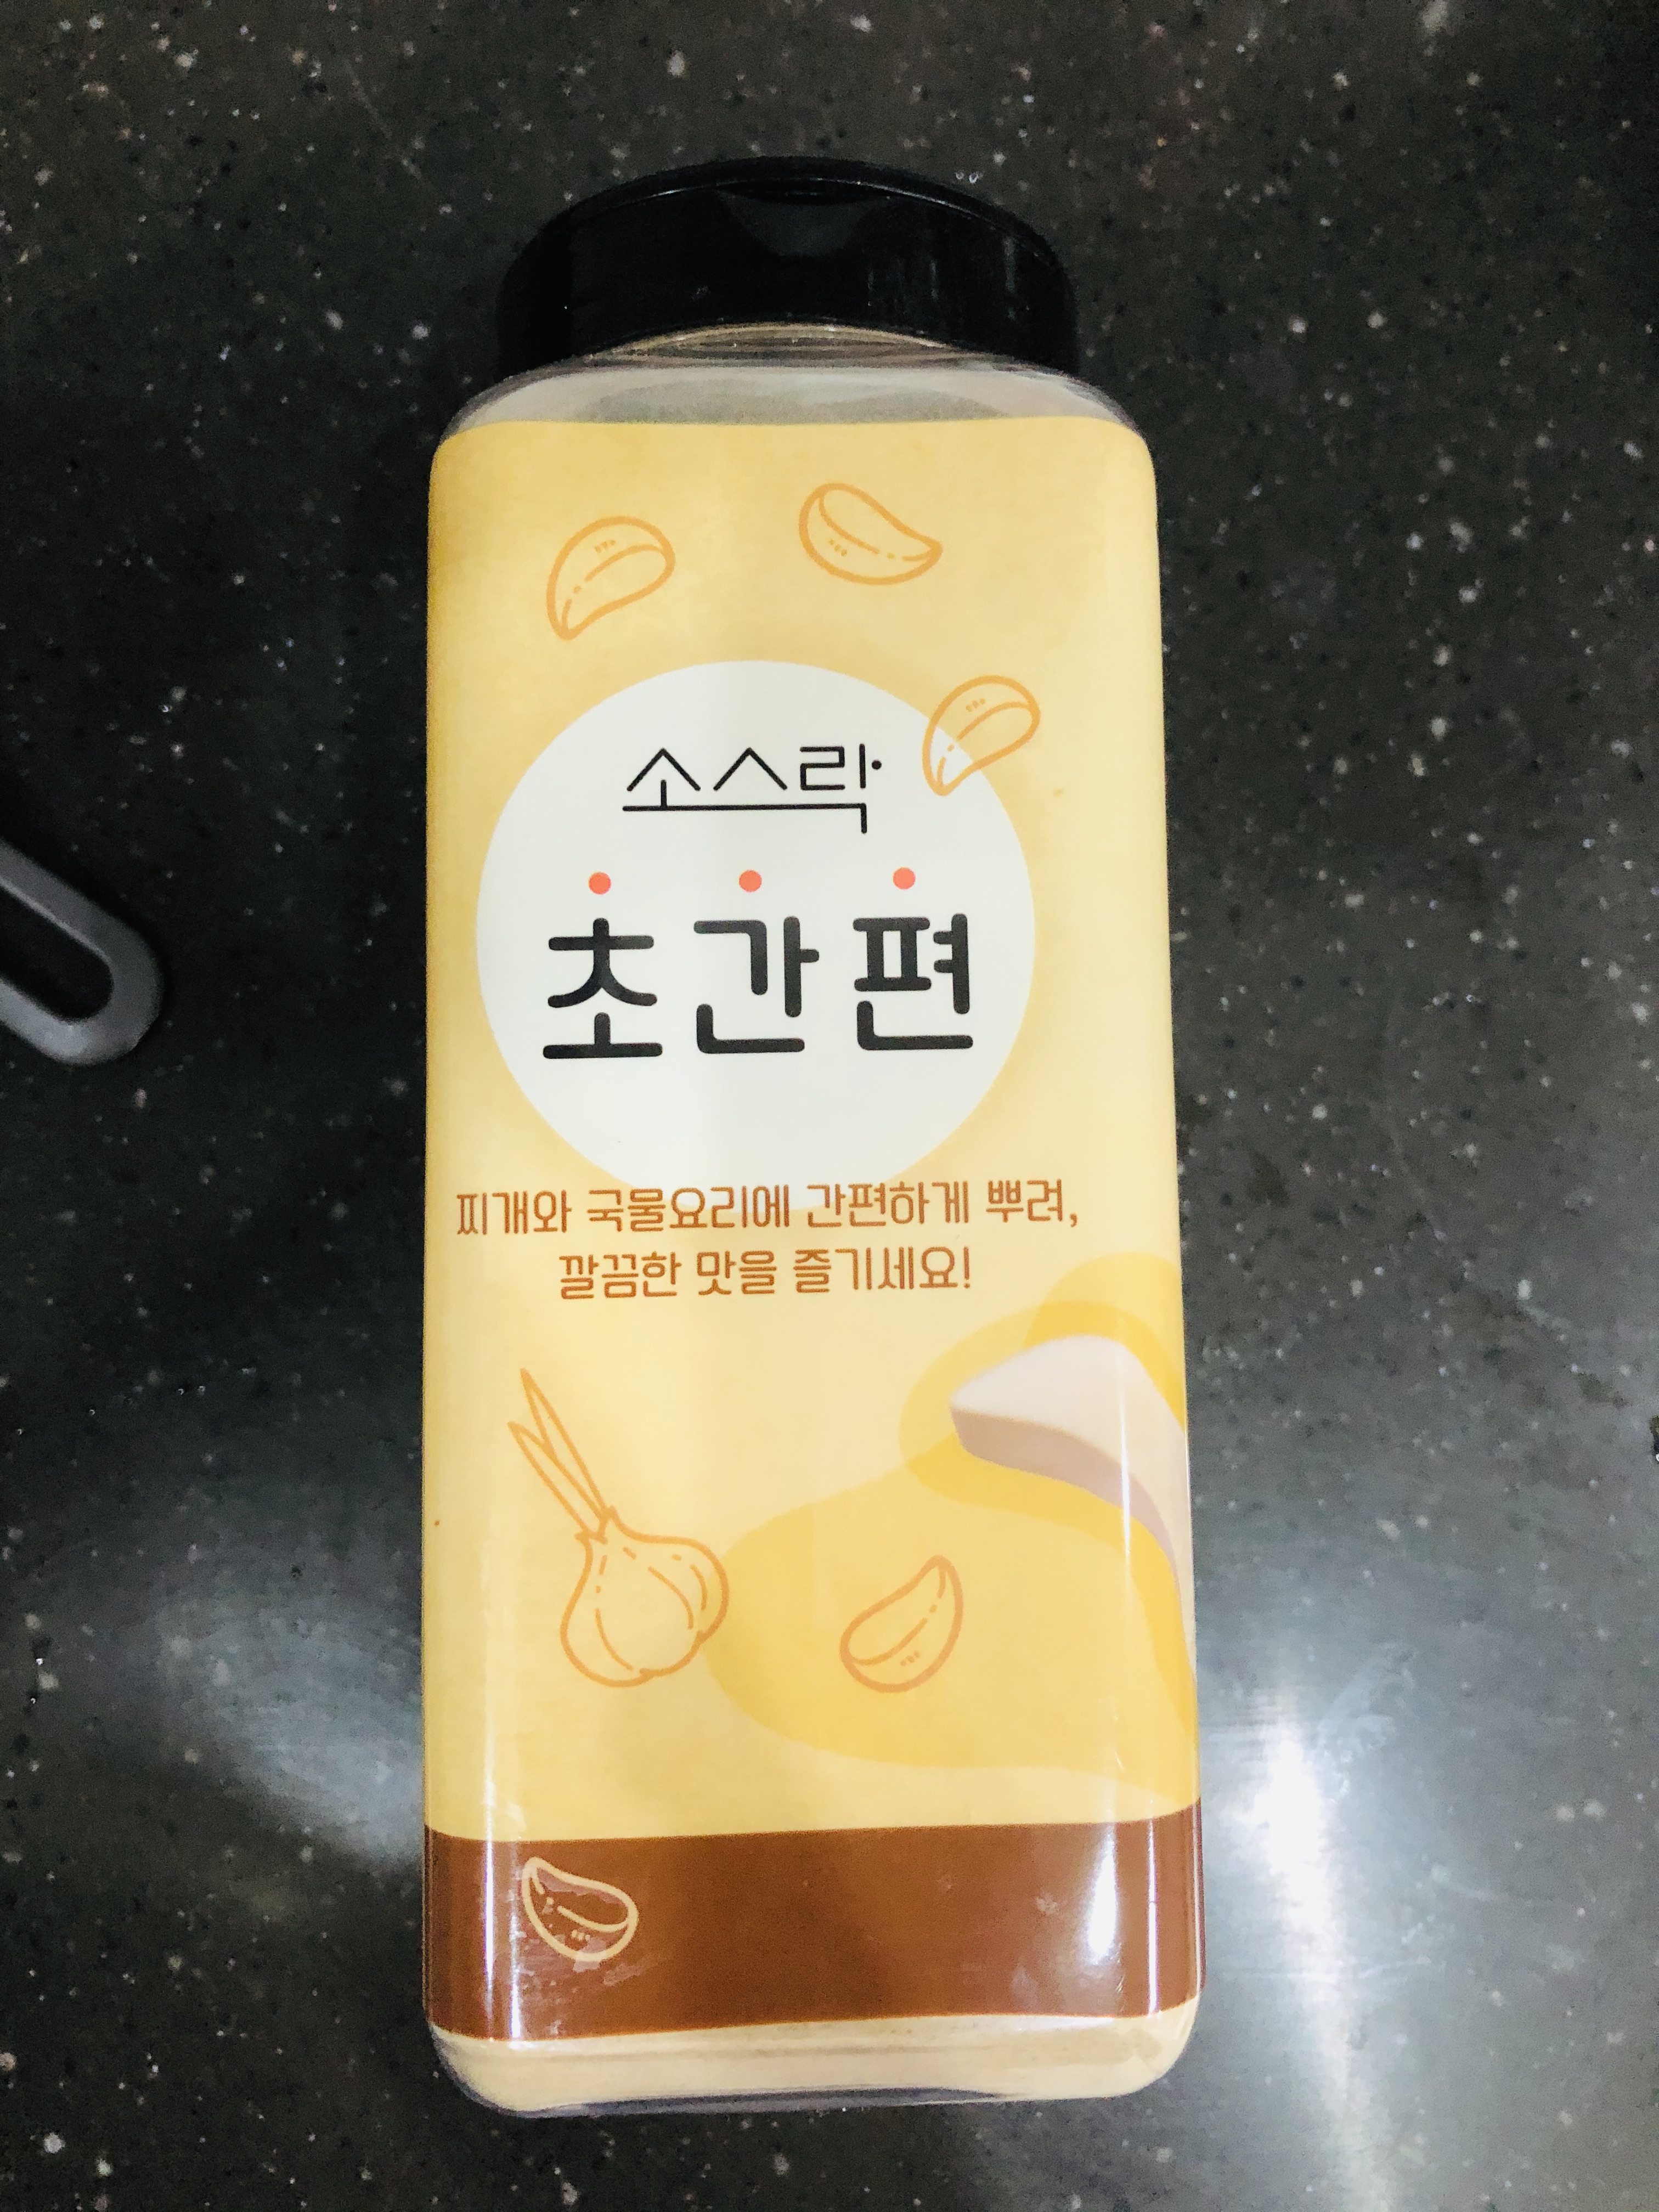 소스락
초간편
찌개와 국물요리에 간편하게 뿌려,
깔끔한 맛을 즐기세요!